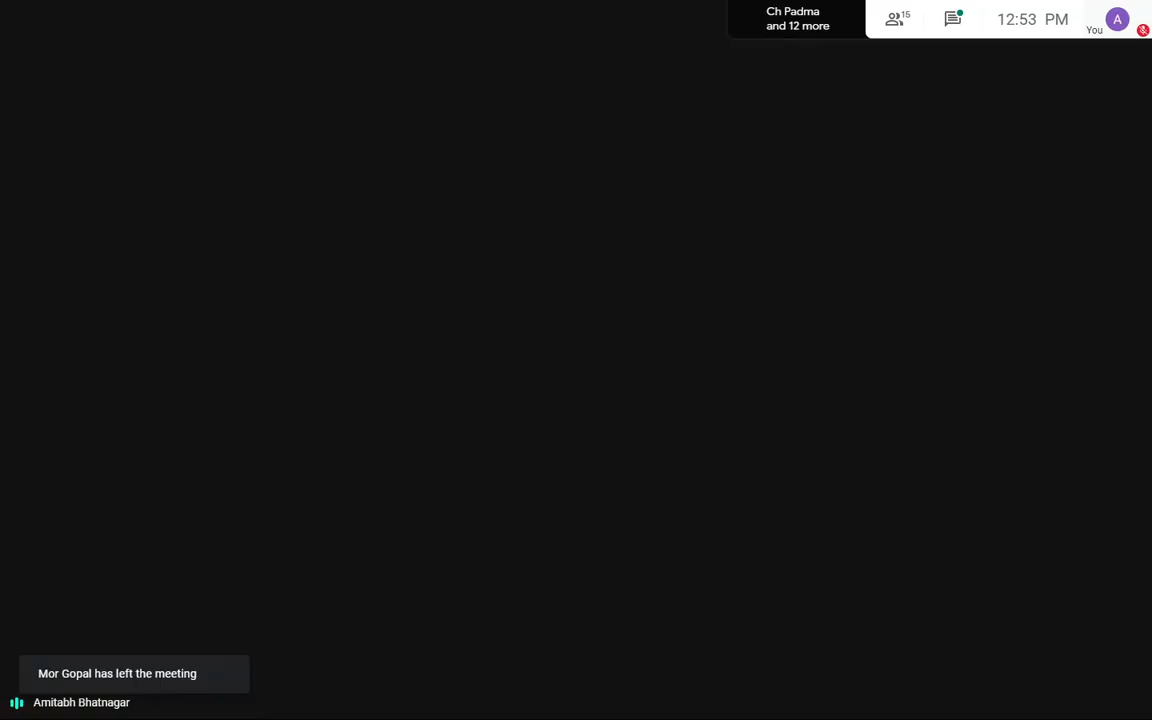 Ch Padma
and 12 more
15
12:53 PM
A
You
Mor Gopal has left the meeting
Amitabh Bhatnagar